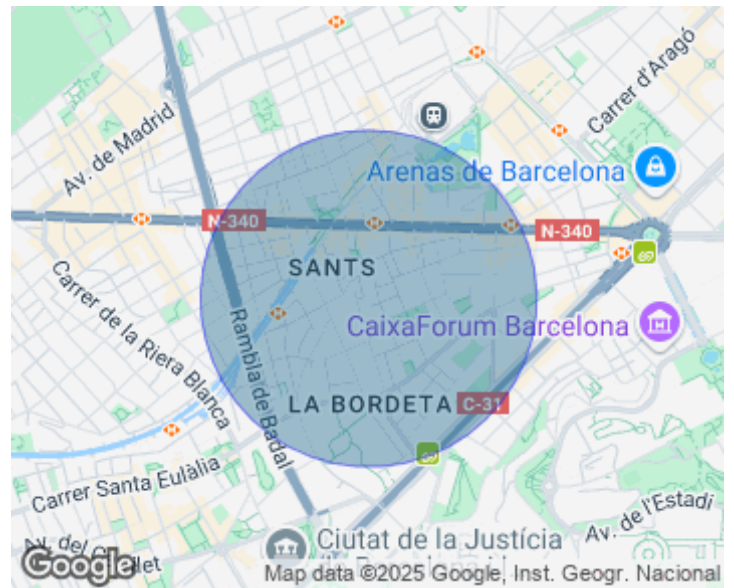 Carrer d'Aragó
Av. de Madrid
Arenas de Barcelona
N-340
N-340
SANTS
Carrer de la Riera Blanca
Rambla de Badal
CaixaForum Barcelona
LA BORDETA
C-31
Carrer Santa Eulàlia
Av. de l'Estadi
Av. del
Ciutat de la Justícia
Google
Map data ©2025 Google, Inst. Geogr. Nacional